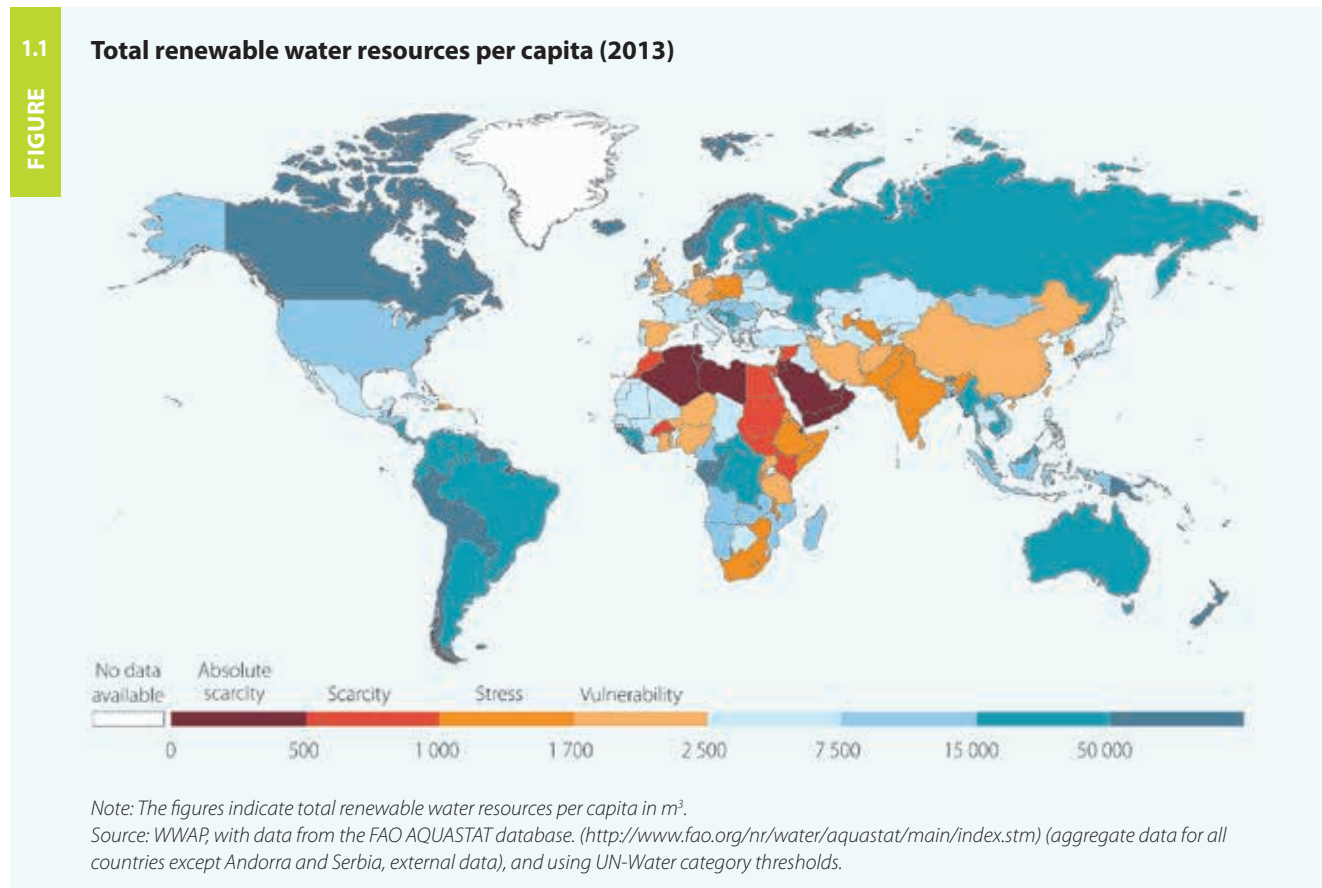 1.1
FIGURE
Total renewable water resources per capita (2013)
No data
available
Absolute
scarcity
Scarcity
Stress
Vulnerability
0
500
1 000
1 700
2 500
7 500
15 000
50 000
Note: The figures indicate total renewable water resources per capita in m³.
Source: WWAP, with data from the FAO AQUASTAT database. (http://www.fao.org/nr/water/aquastat/main/index.stm) (aggregate data for all
countries except Andorra and Serbia, external data), and using UN-Water category thresholds.